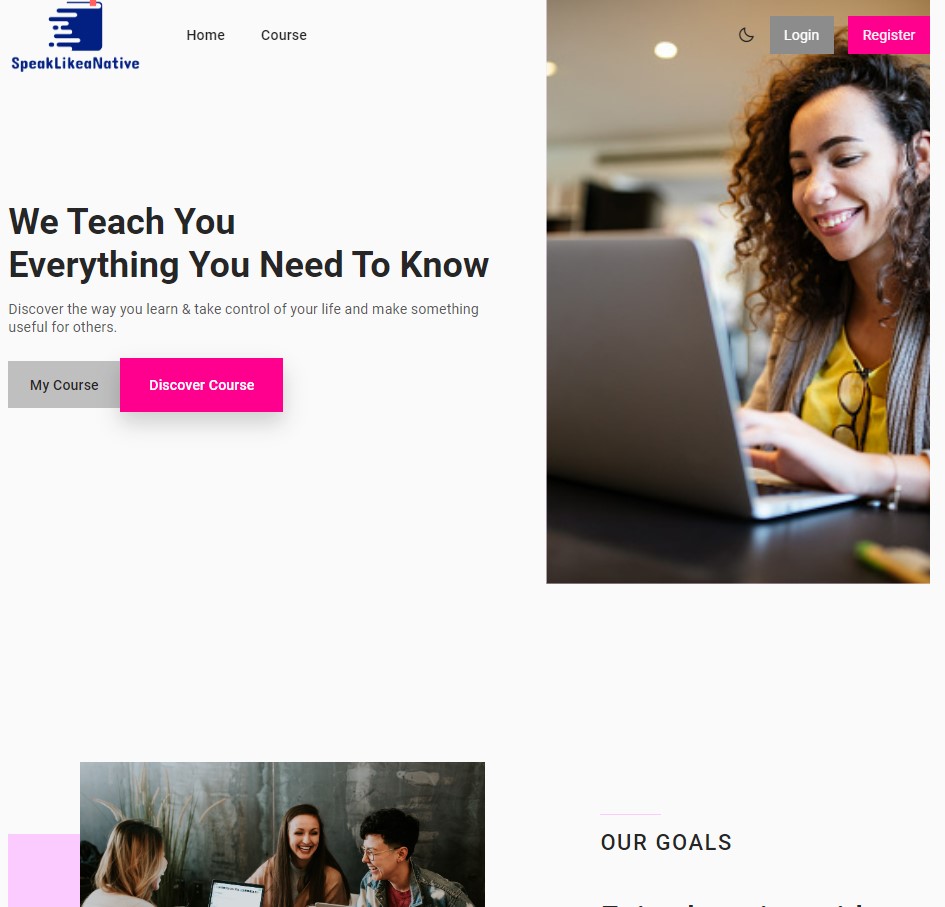 SpeakLikeaNative
Home
Course
Login
Register
We Teach You
Everything You Need To Know
Discover the way you learn & take control of your life and make something
useful for others.
My Course
Discover Course
OUR GOALS